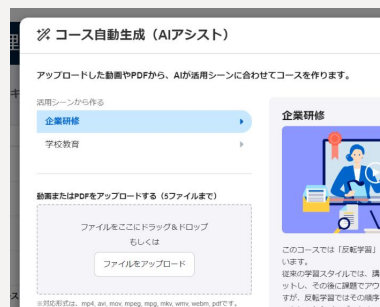 コース自動生成（AIアシスト）
アップロードした動画やPDFから、AIが活用シーンに合わせてコースを作ります。
活用シーンから作る
企業研修
学校教育
動画またはPDFをアップロードする（5ファイルまで）
ファイルをここにドラッグ＆ドロップ
もしくは
ファイルをアップロード
※対応形式は、mp4, avi, mov, mpeg, mpg, mkv, wmv, webm, pdfです。
企業研修
このコースでは「反転学習」
います。
従来の学習スタイルでは、講
ットし、その後に課題でアウ
すが、反転学習ではその順序